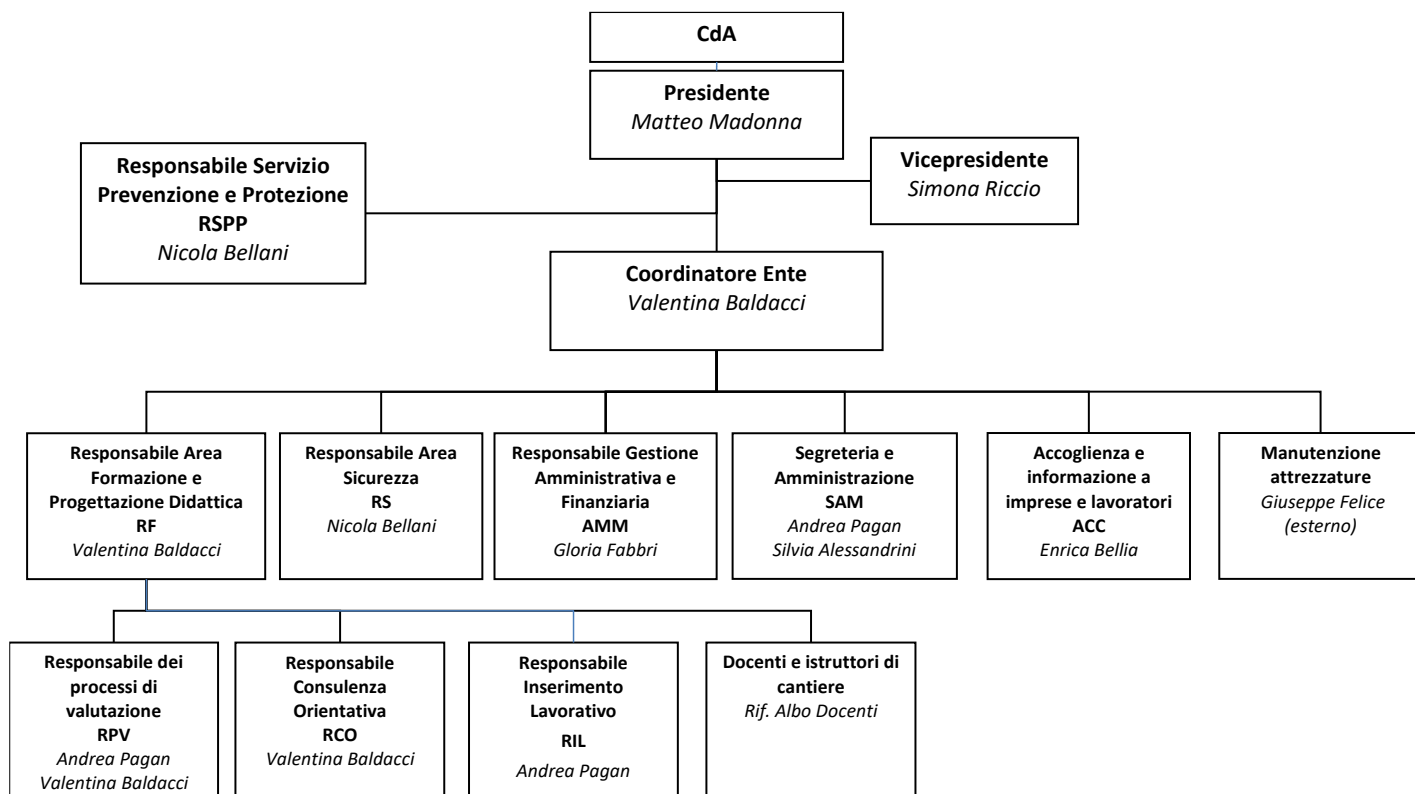 CdA
Presidente
Matteo Madonna
Responsabile Servizio
Prevenzione e Protezione
RSPP
Nicola Bellani
Vicepresidente
Simona Riccio
Coordinatore Ente
Valentina Baldacci
Responsabile Area
Formazione e
Progettazione Didattica
RF
Valentina Baldacci
Responsabile Area
Sicurezza
RS
Nicola Bellani
Responsabile Gestione
Amministrativa e
Finanziaria
AMM
Gloria Fabbri
Segreteria e
Amministrazione
SAM
Andrea Pagan
Silvia Alessandrini
Accoglienza e
informazione a
imprese e lavoratori
ACC
Enrica Bellia
Manutenzione
attrezzature
Giuseppe Felice
(esterno)
Responsabile dei
processi di
valutazione
RPV
Andrea Pagan
Valentina Baldacci
Responsabile
Consulenza
Orientativa
RCO
Valentina Baldacci
Responsabile
Inserimento
Lavorativo
RIL
Andrea Pagan
Docenti e istruttori di
cantiere
Rif. Albo Docenti